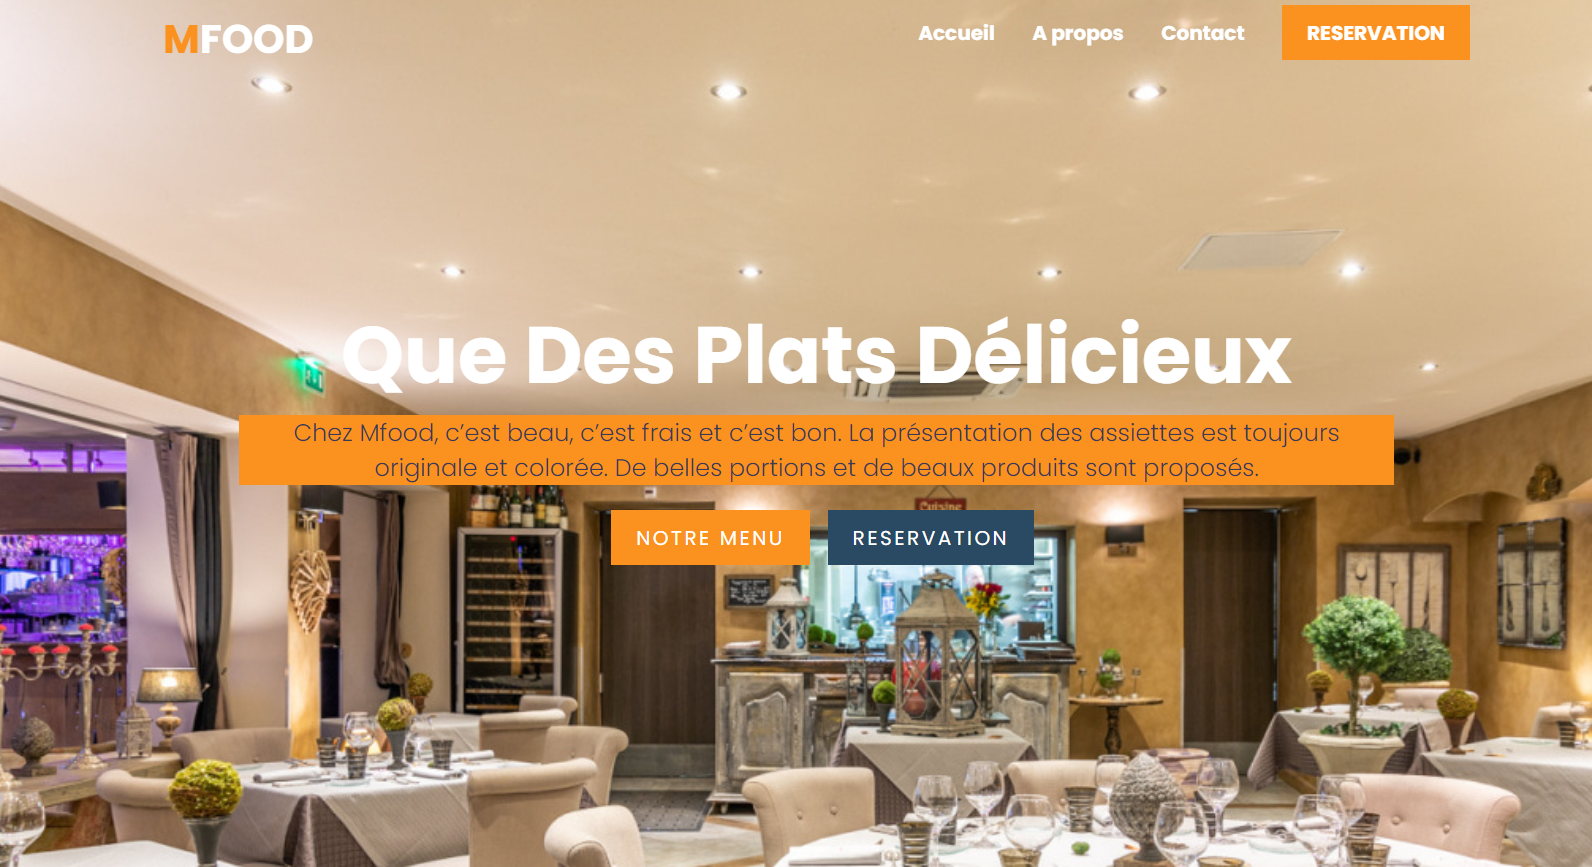 MFOOD
Accueil
A propos
Contact
RESERVATION
Que Des Plats Délicieux
Chez Mfood, c’est beau, c’est frais et c’est bon. La présentation des assiettes est toujours
originale et colorée. De belles portions et de beaux produits sont proposés.
Cuisine
NOTRE MENU
RESERVATION